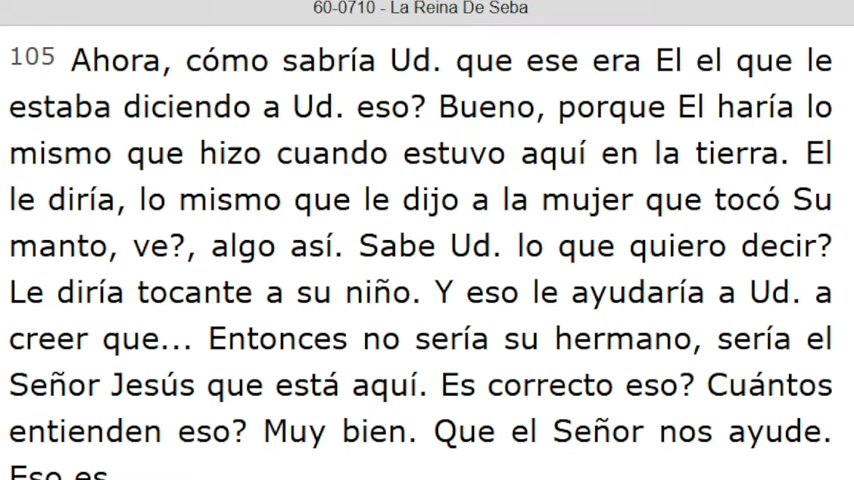 60-0710 - La Reina De Seba
105 Ahora, cómo sabría Ud. que ese era El el que le
estaba diciendo a Ud. eso? Bueno, porque El haría lo
mismo que hizo cuando estuvo aquí en la tierra. El
le diría, lo mismo que le dijo a la mujer que tocó Su
manto, ve?, algo así. Sabe Ud. lo que quiero decir?
Le diría tocante a su niño. Y eso le ayudaría a Ud. a
creer que... Entonces no sería su hermano, sería el
Señor Jesús que está aquí. Es correcto eso? Cuántos
entienden eso? Muy bien. Que el Señor nos ayude.
Eso es